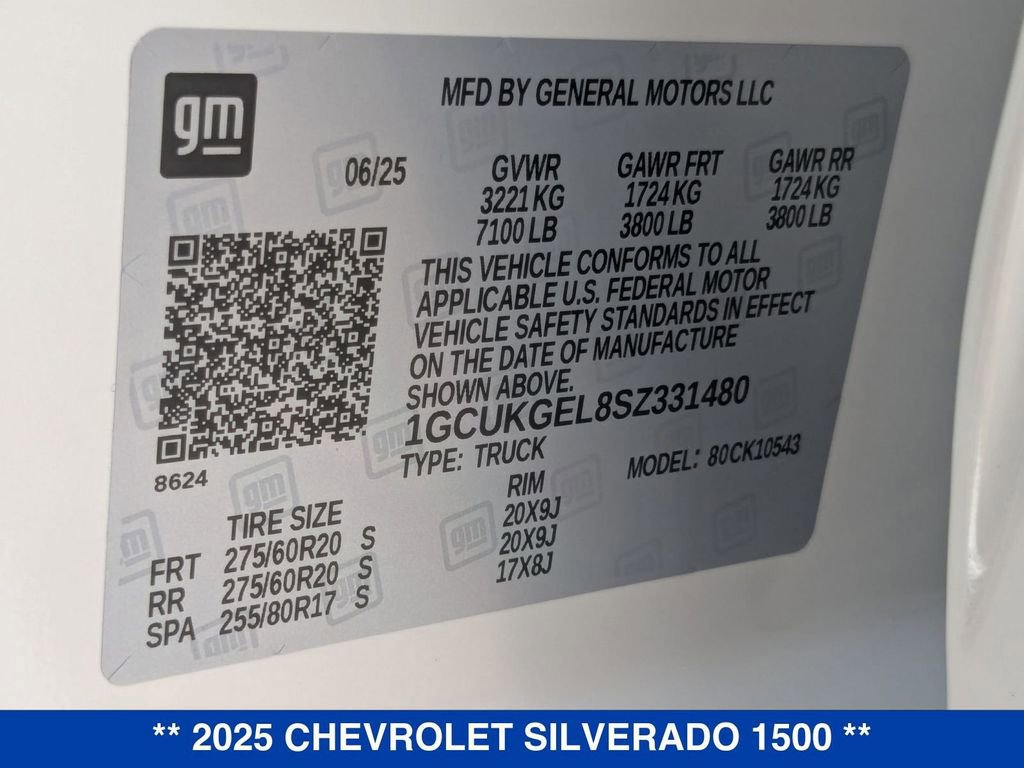 gm
MFD BY GENERAL MOTORS LLC
06/25
GVWR GAWR FRT GAWR RR
3221 KG 1724 KG 1724 KG
7100 LB 3800 LB 3800 LB
THIS VEHICLE CONFORMS TO ALL
APPLICABLE U.S. FEDERAL MOTOR
VEHICLE SAFETY STANDARDS IN EFFECT
ON THE DATE OF MANUFACTURE
SHOWN ABOVE.
1GCUKGEL8SZ331480
TYPE: TRUCK MODEL: 80CK10543
8624
TIRE SIZE RIM
FRT 275/60R20 S 20X9J
RR 275/60R20 S 20X9J
SPA 255/80R17 S 17X8J
** 2025 CHEVROLET SILVERADO 1500 **